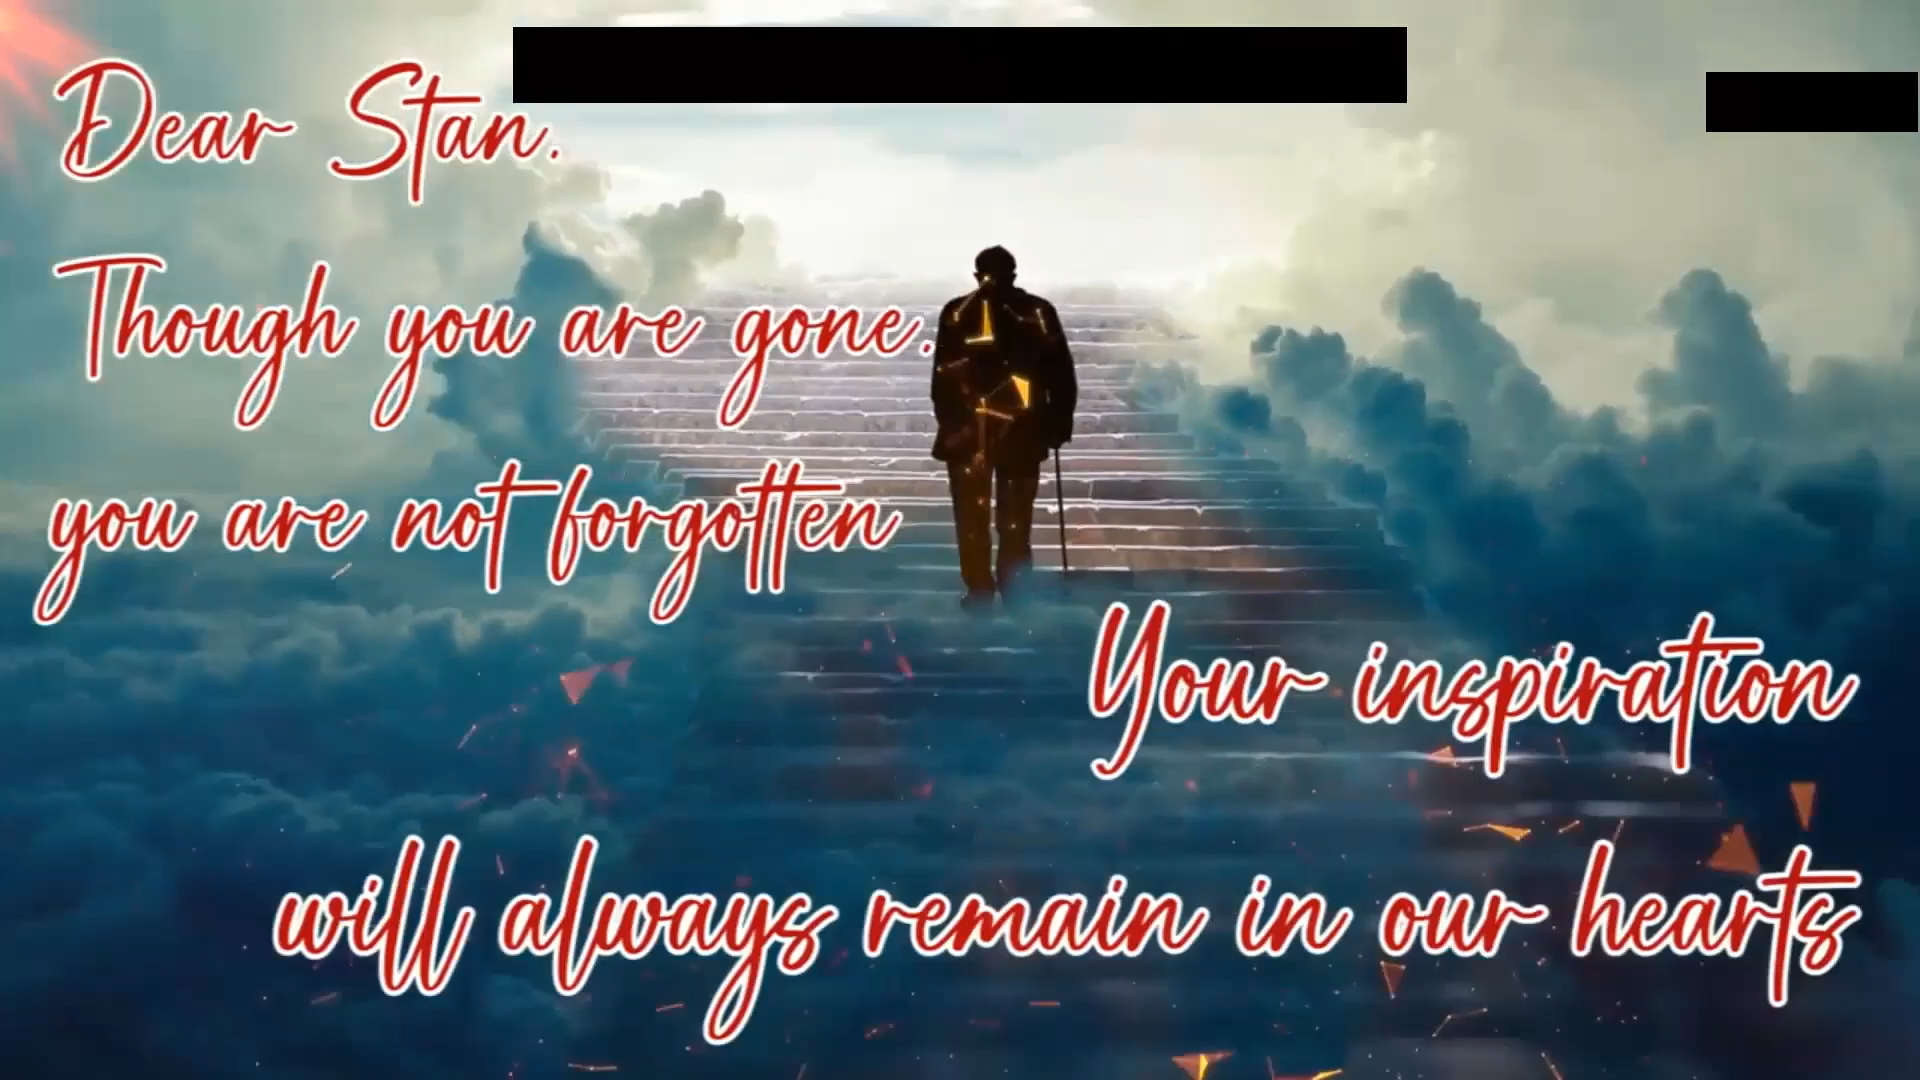 Dear Stan.
Though you are gone.
you are not forgotten
Your inspiration
will always remain in our hearts